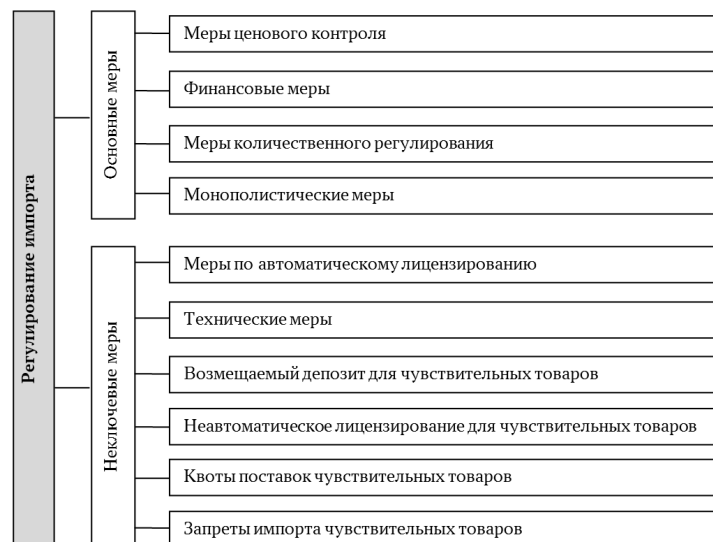 Регулирование импорта
Основные меры
Меры ценового контроля
Финансовые меры
Меры количественного регулирования
Монополистические меры
Неключевые меры
Меры по автоматическому лицензированию
Технические меры
Возмещаемый депозит для чувствительных товаров
Неавтоматическое лицензирование для чувствительных товаров
Квоты поставок чувствительных товаров
Запреты импорта чувствительных товаров